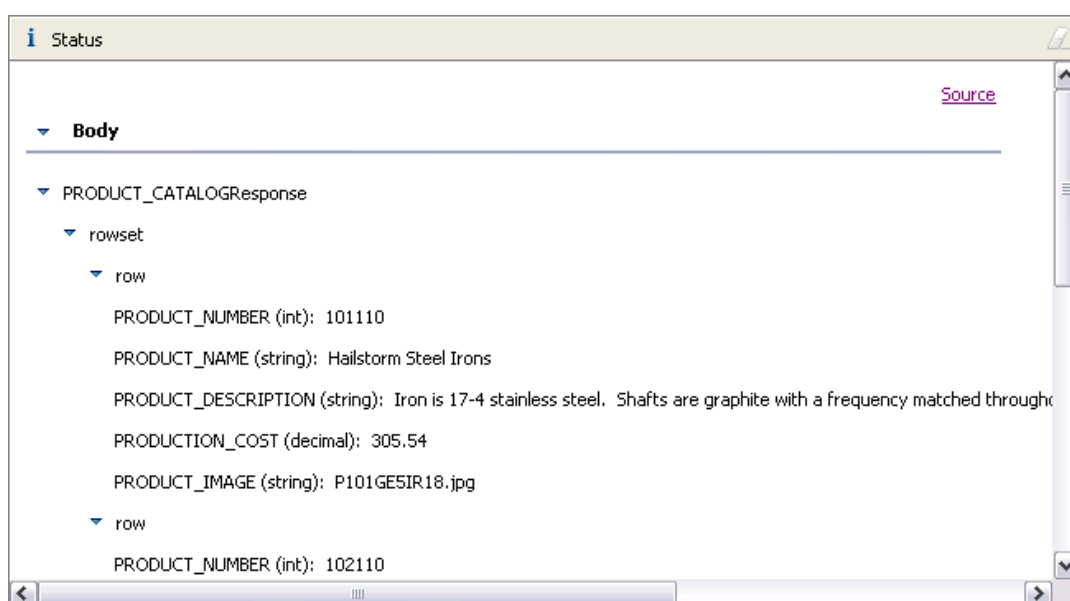 i Status
Source
Body
PRODUCT_CATALOGResponse
rowset
row
PRODUCT_NUMBER (int): 101110
PRODUCT_NAME (string): Hailstorm Steel Irons
PRODUCT_DESCRIPTION (string): Iron is 17-4 stainless steel. Shafts are graphite with a frequency matched
PRODUCTION_COST (decimal): 305.54
PRODUCT_IMAGE (string): P101GE5IR18.jpg
row
PRODUCT_NUMBER (int): 102110